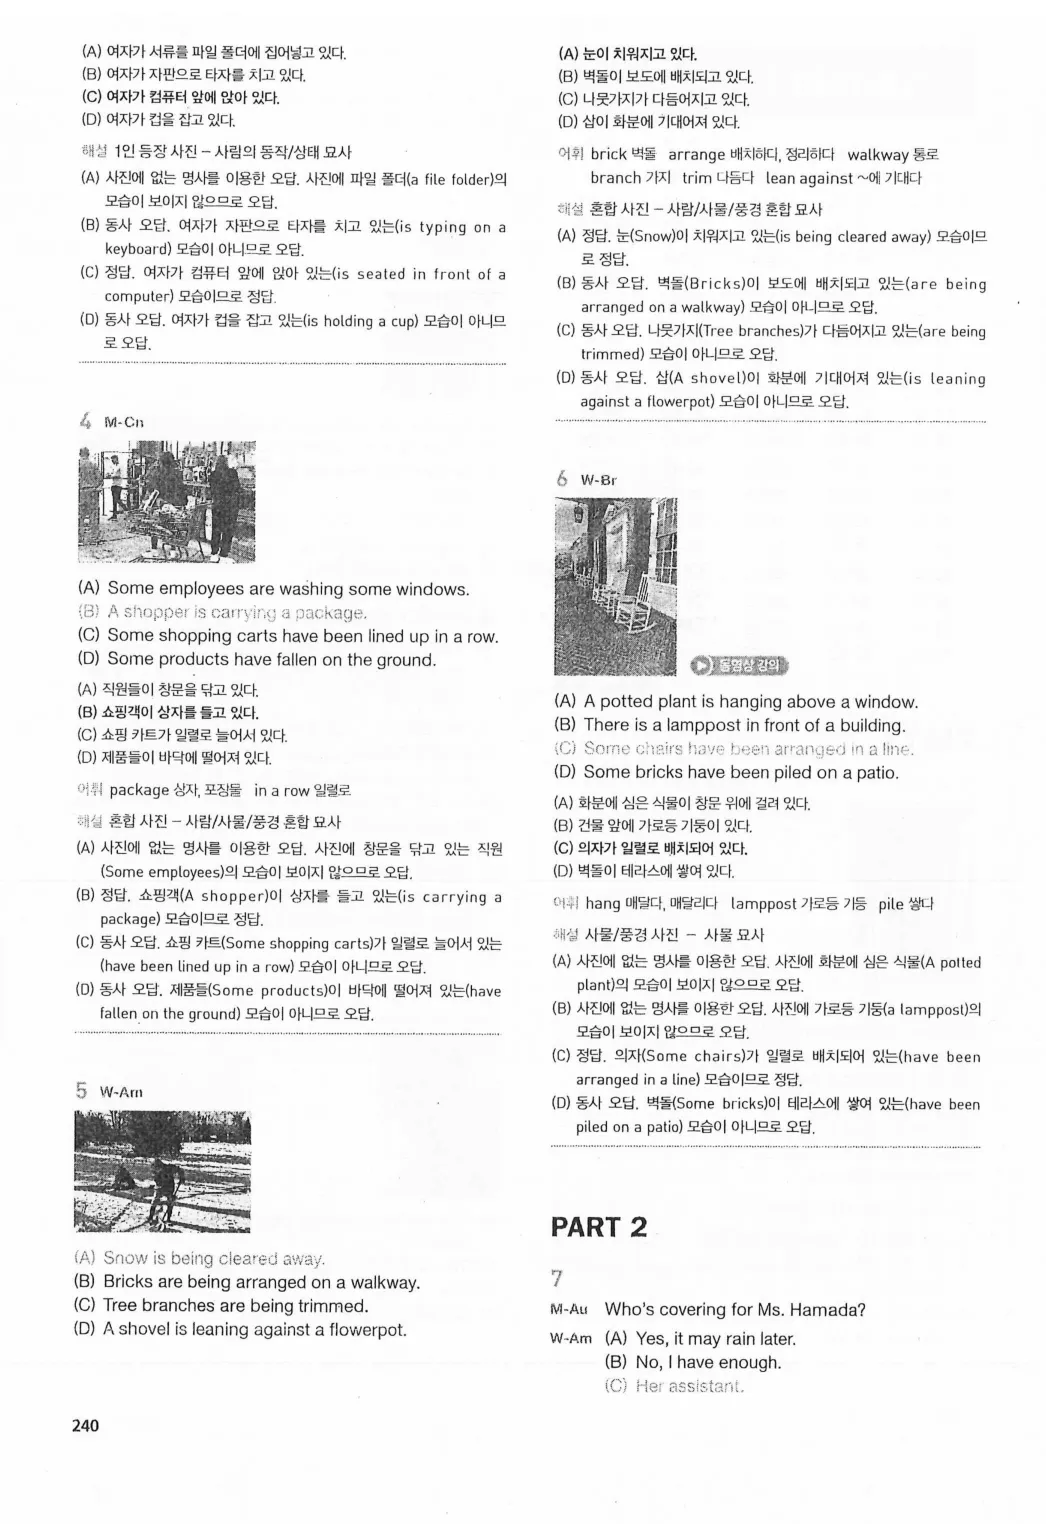 (A) 여자가 서류를 파일 폴더에 집어넣고 있다.
(B) 여자가 자판으로 타자를 치고 있다.
(C) 여자가 컴퓨터 앞에 앉아 있다.
(D) 여자가 컵을 잡고 있다.
해설 1인 등장 사진 – 사람의 동작/상태 묘사
(A) 사진에 없는 명사를 이용한 오답. 사진에 파일 폴더(a file folder)의
모습이 보이지 않으므로 오답.
(B) 동사 오답. 여자가 자판으로 타자를 치고 있는(is typing on a
keyboard) 모습이 아니므로 오답.
(C) 정답. 여자가 컴퓨터 앞에 앉아 있는(is seated in front of a
computer) 모습이므로 정답.
(D) 동사 오답. 여자가 컵을 잡고 있는(is holding a cup) 모습이 아니므
로 오답.
4 M-Cn
(A) Some employees are washing some windows.
(B) A shopper is carrying a package.
(C) Some shopping carts have been lined up in a row.
(D) Some products have fallen on the ground.
(A) 직원들이 창문을 닦고 있다.
(B) 쇼핑객이 상자를 들고 있다.
(C) 쇼핑 카트가 일렬로 늘어서 있다.
(D) 제품들이 바닥에 떨어져 있다.
어휘 package 상자, 포장물 in a row 일렬로
해설 혼합 사진 – 사람/사물/풍경 혼합 묘사
(A) 사진에 없는 명사를 이용한 오답. 사진에 창문을 닦고 있는 직원
(Some employees)의 모습이 보이지 않으므로 오답.
(B) 정답. 쇼핑객(A shopper)이 상자를 들고 있는(is carrying a
package) 모습이므로 정답.
(C) 동사 오답. 쇼핑 카트(Some shopping carts)가 일렬로 늘어서 있는
(have been lined up in a row) 모습이 아니므로 오답.
(D) 동사 오답. 제품들(Some products)이 바닥에 떨어져 있는(have
fallen on the ground) 모습이 아니므로 오답.
5 W-Am
(A) Snow is being cleared away.
(B) Bricks are being arranged on a walkway.
(C) Tree branches are being trimmed.
(D) A shovel is leaning against a flowerpot.
240
(A) 눈이 치워지고 있다.
(B) 벽돌이 보도에 배치되고 있다.
(C) 나뭇가지가 다듬어지고 있다.
(D) 삽이 화분에 기대어져 있다.
어휘 brick 벽돌 arrange 배치하다, 정리하다 walkway 통로
branch 가지 trim 다듬다 lean against ~에 기대다
해설 혼합 사진 – 사람/사물/풍경 혼합 묘사
(A) 정답. 눈(Snow)이 치워지고 있는(is being cleared away) 모습이므
로 정답.
(B) 동사 오답. 벽돌(Bricks)이 보도에 배치되고 있는(are being
arranged on a walkway) 모습이 아니므로 오답.
(C) 동사 오답. 나뭇가지(Tree branches)가 다듬어지고 있는(are being
trimmed) 모습이 아니므로 오답.
(D) 동사 오답. 삽(A shovel)이 화분에 기대어져 있는(is leaning
against a flowerpot) 모습이 아니므로 오답.
6 W-Br
동영상 강의
(A) A potted plant is hanging above a window.
(B) There is a lamppost in front of a building.
(C) Some chairs have been arranged in a line.
(D) Some bricks have been piled on a patio.
(A) 화분에 심은 식물이 창문 위에 걸려 있다.
(B) 건물 앞에 가로등 기둥이 있다.
(C) 의자가 일렬로 배치되어 있다.
(D) 벽돌이 테라스에 쌓여 있다.
어휘 hang 매달다, 매달리다 lamppost 가로등 기둥 pile 쌓다
해설 사물/풍경 사진 – 사물 묘사
(A) 사진에 없는 명사를 이용한 오답. 사진에 화분에 심은 식물(A potted
plant)의 모습이 보이지 않으므로 오답.
(B) 사진에 없는 명사를 이용한 오답. 사진에 가로등 기둥(a lamppost)의
모습이 보이지 않으므로 오답.
(C) 정답. 의자(Some chairs)가 일렬로 배치되어 있는(have been
arranged in a line) 모습이므로 정답.
(D) 동사 오답. 벽돌(Some bricks)이 테라스에 쌓여 있는(have been
piled on a patio) 모습이 아니므로 오답.
PART 2
7
M-Au Who's covering for Ms. Hamada?
W-Am (A) Yes, it may rain later.
(B) No, I have enough.
(C) Her assistant.